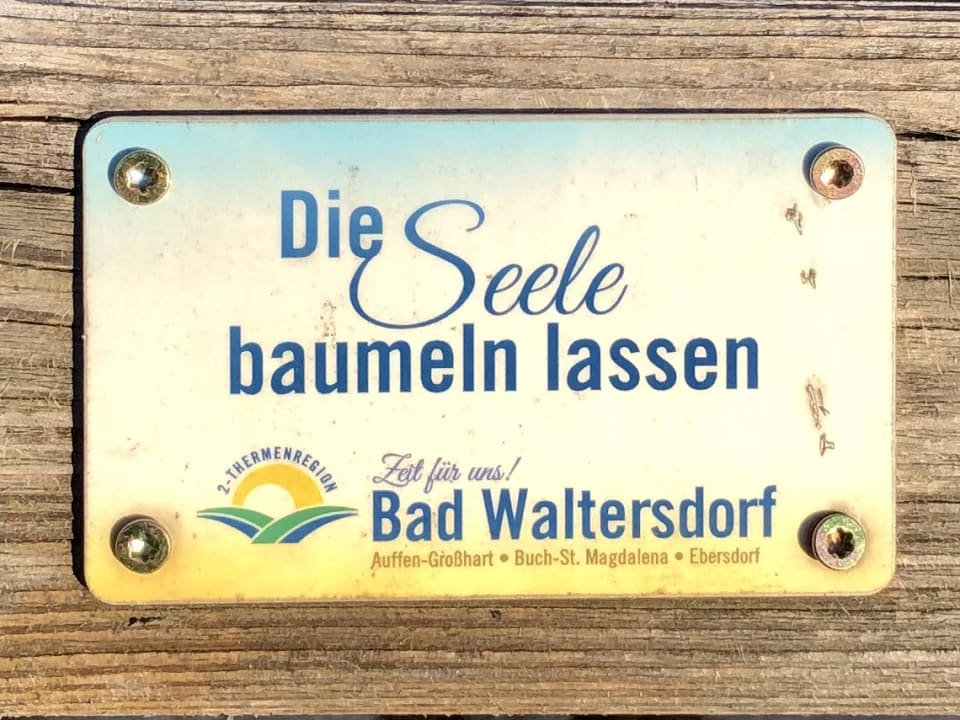 Die Seele
baumeln lassen
2-THERMENREGION
Zeit für uns!
Bad Waltersdorf
Auffen-Großhart • Buch-St. Magdalena • Ebersdorf